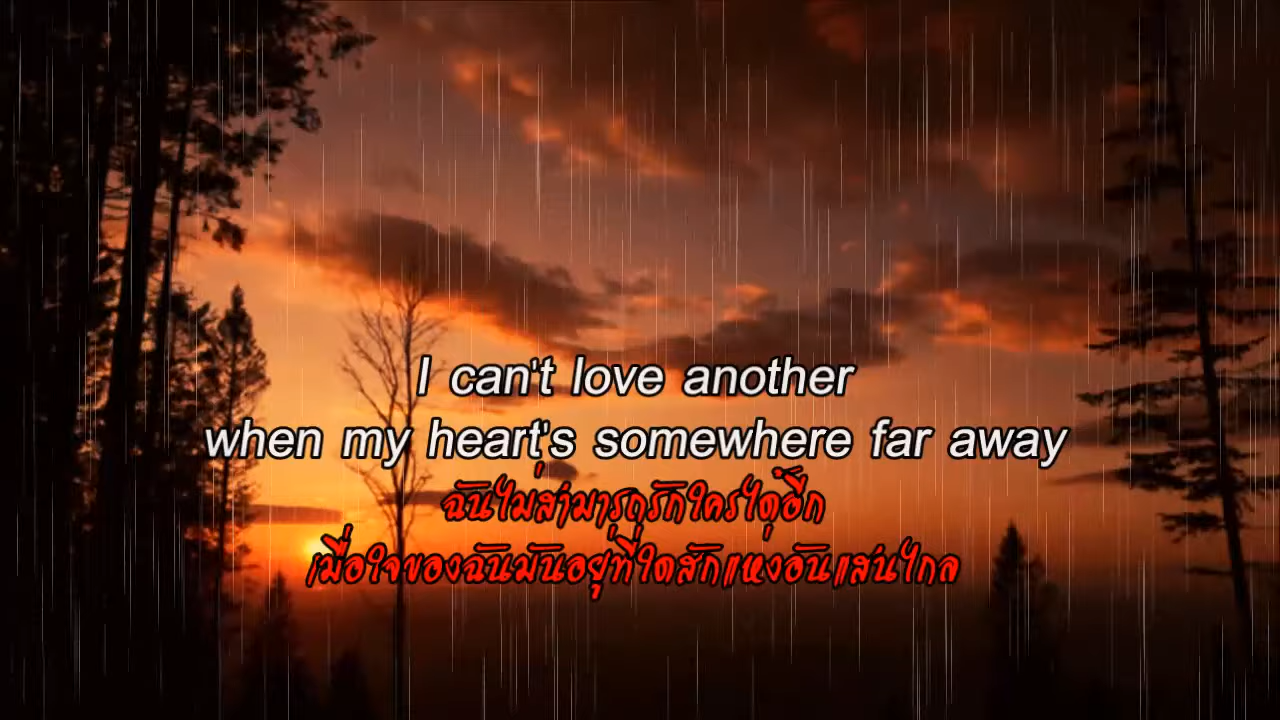 I can't love another
when my heart's somewhere far away
ฉันไม่สามารถรักใครได้อีก
เมื่อใจของฉันมันอยู่ที่ใดสักแห่งอันแสนไกล